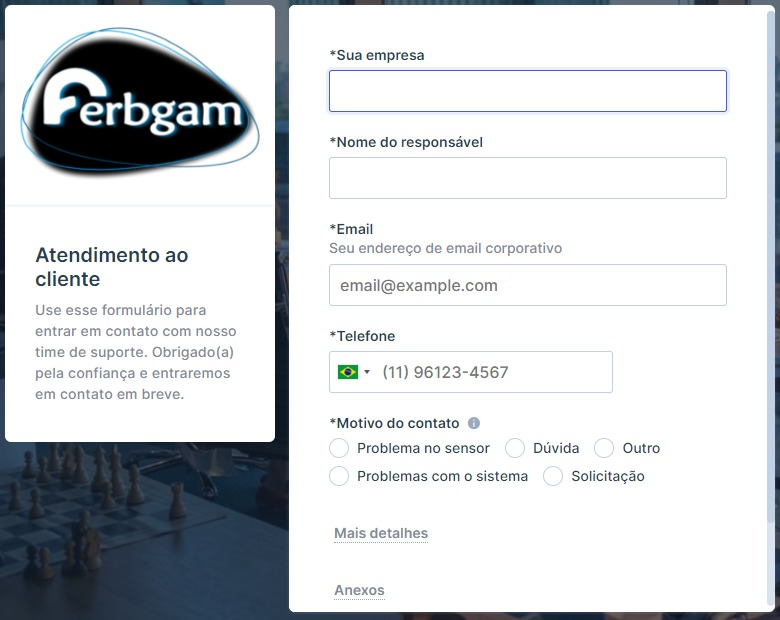 Ferbgam
Atendimento ao
cliente
Use esse formulário para
entrar em contato com nosso
time de suporte. Obrigado(a)
pela confiança e entraremos
em contato em breve.
*Sua empresa
*Nome do responsável
*Email
Seu endereço de email corporativo
email@example.com
*Telefone
(11) 96123-4567
*Motivo do contato
Problema no sensor Dúvida Outro
Problemas com o sistema Solicitação
Mais detalhes
Anexos